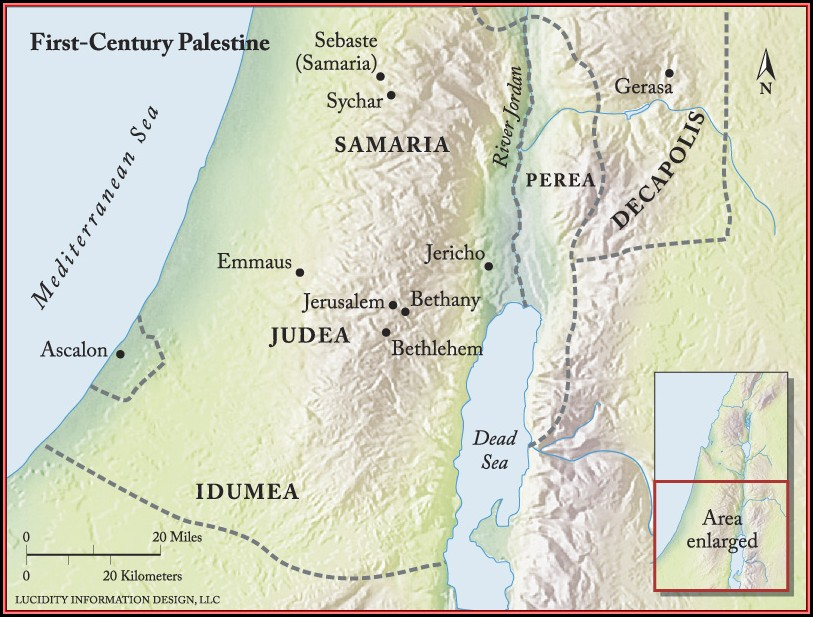 First-Century Palestine
Sebaste
(Samaria)
Sychar
SAMARIA
Mediterranean Sea
River Jordan
Gerasa
N
PEREA
DECAPOLIS
Emmaus
Jericho
Jerusalem
Bethany
JUDEA
Bethlehem
Ascalon
Dead
Sea
IDUMEA
Area
enlarged
0
20 Miles
0
20 Kilometers
LUCIDITY INFORMATION DESIGN, LLC